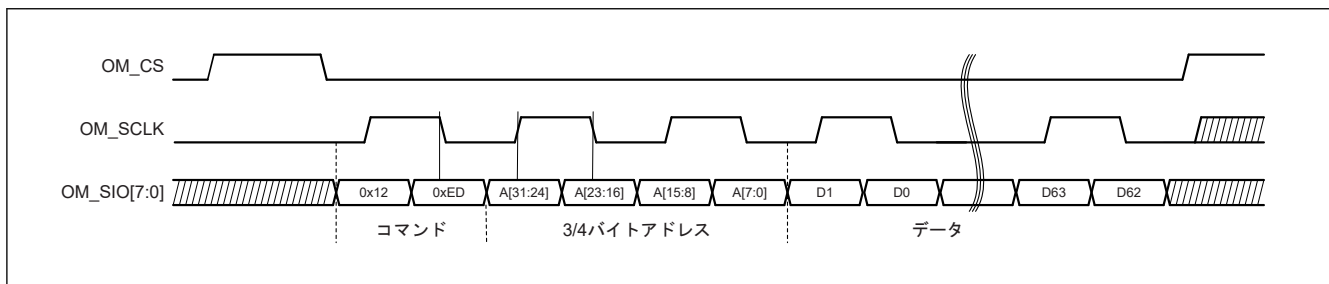 OM_CS
OM_SCLK
OM_SIO[7:0] 0x12 0xED A[31:24] A[23:16] A[15:8] A[7:0] D1 D0 D63 D62
コマンド 3/4バイトアドレス データ